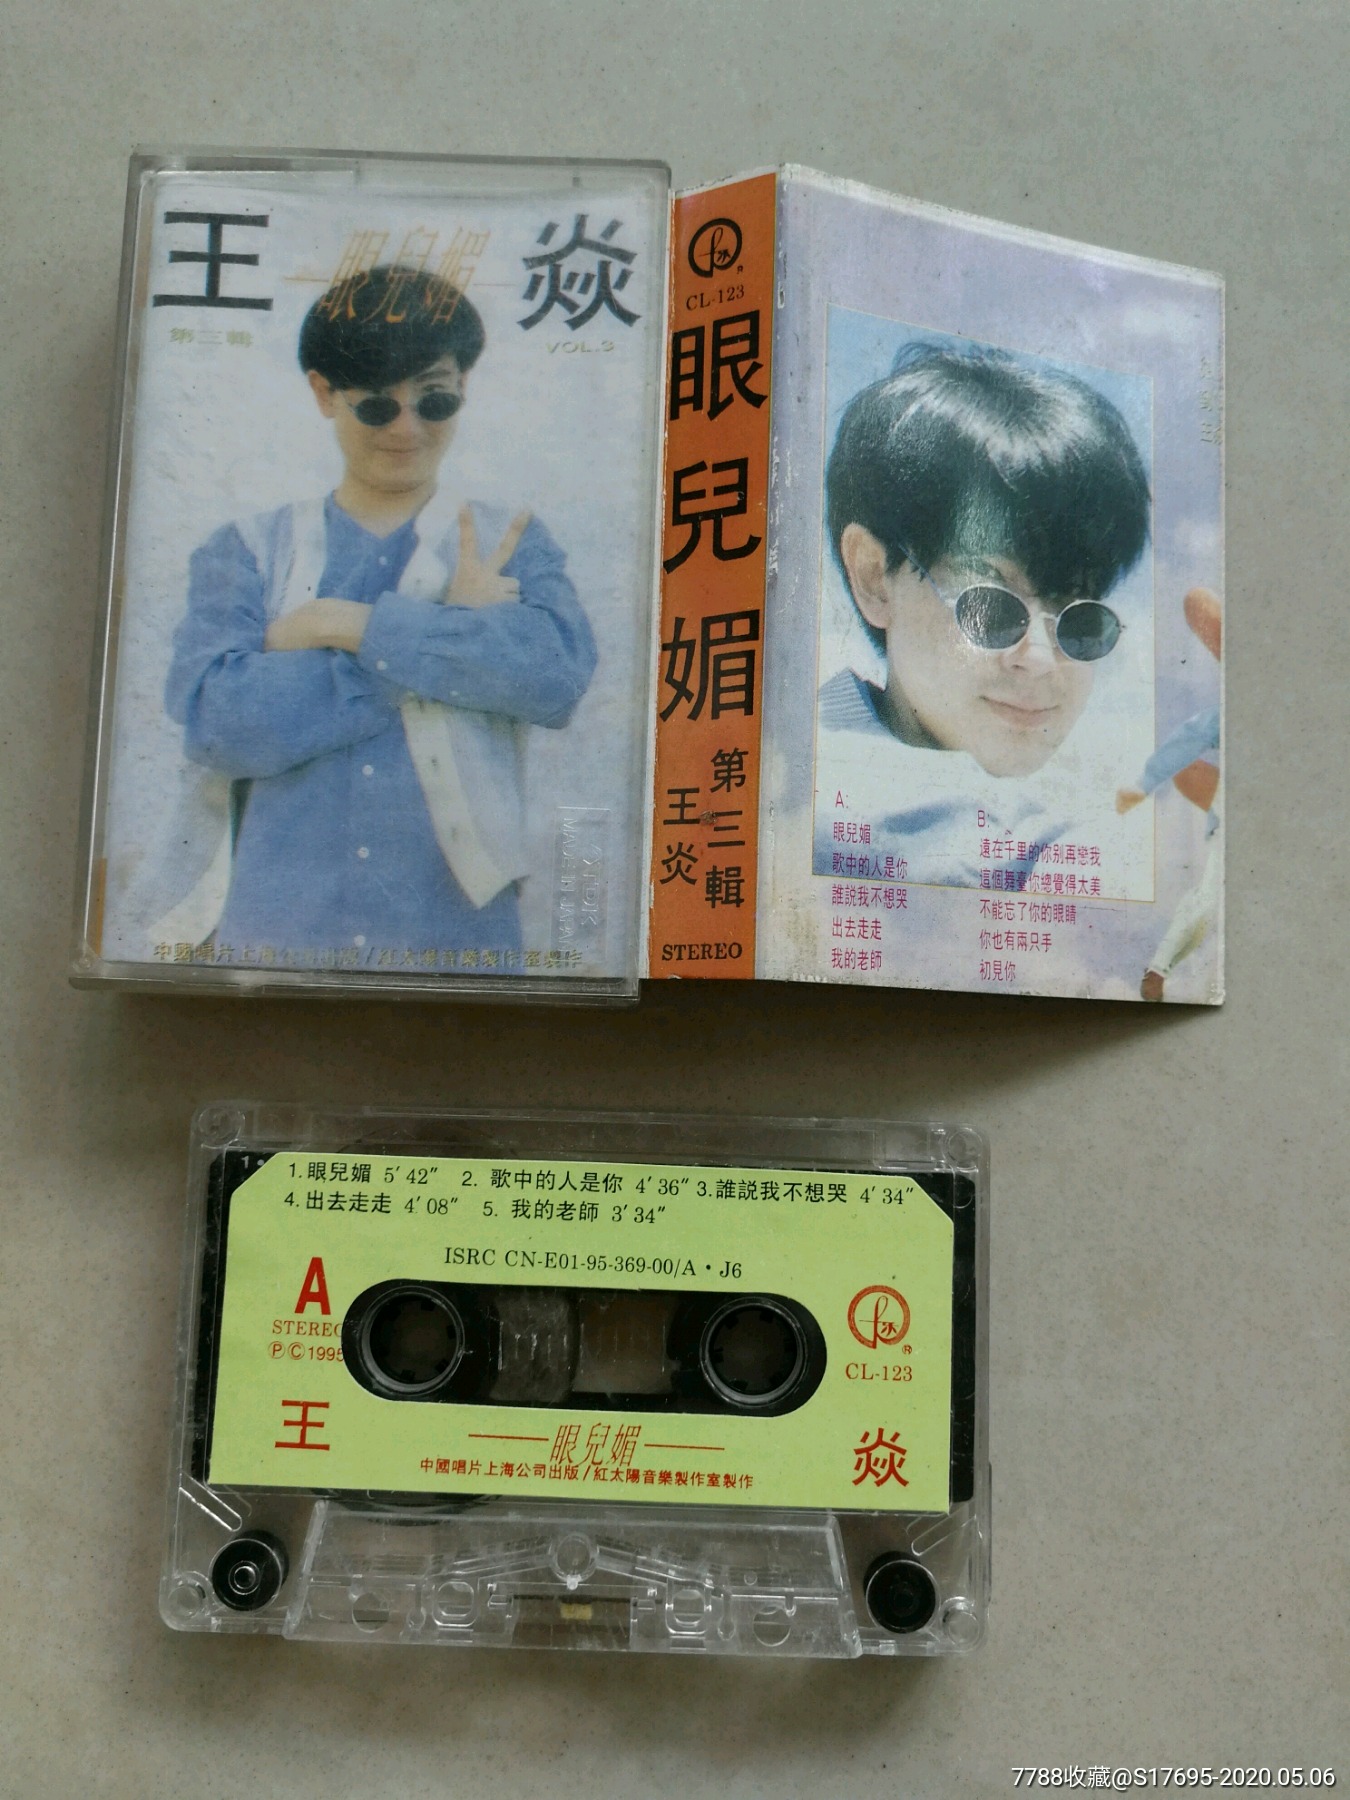 王 焱
眼兒媚
第三輯 VOL.3
TDK
MADE IN JAPAN
中國唱片上海公司出版/紅太陽音樂製作室製作
CL-123
眼兒媚
第三輯
王炎
STEREO
A:
眼兒媚
歌中的人是你
誰説我不想哭
出去走走
我的老師
B:
遠在千里的你别再戀我
這個舞臺你總覺得太美
不能忘了你的眼睛
你也有兩只手
初見你
1.眼兒媚 5′42″ 2. 歌中的人是你 4′36″ 3.誰説我不想哭 4′34″
4.出去走走 4′08″ 5. 我的老師 3′34″
ISRC CN-E01-95-369-00/A·J6
A
STEREO
ⓅⒸ1995
CL-123
王 焱
眼兒媚
中國唱片上海公司出版/紅太陽音樂製作室製作
7788收藏@S17695-2020.05.06